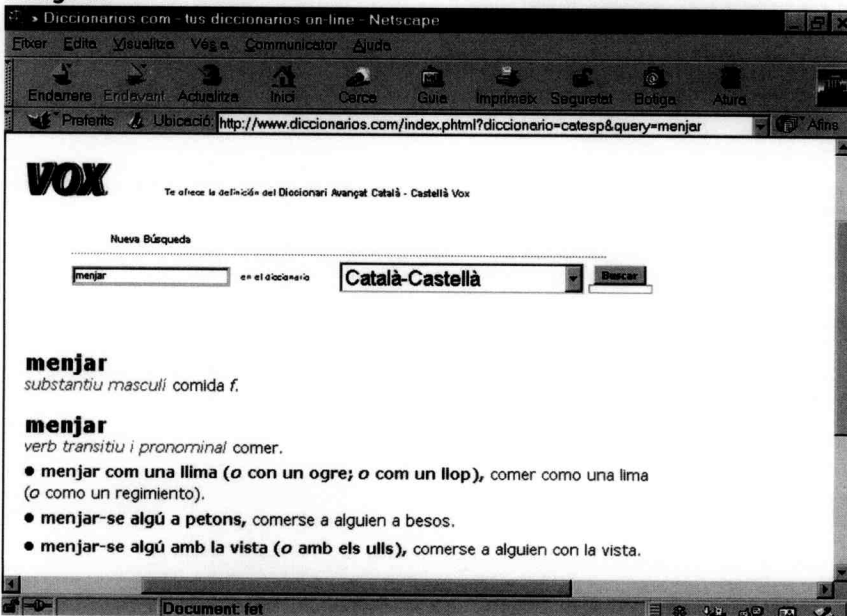 Diccionarios com - tus diccionarios on-line - Netscape
Fitxer Edita Visualitza Vés a Communicator Ajuda
Endarrere Endavant Actualitza Inici Cerca Guia Imprimeix Seguretat Botiga Atura
Preferits Ubicació: http://www.diccionarios.com/index.phtml?diccionario=catesp&query=menjar Afins
VOX
Te ofrece la definición del Diccionari Avançat Català - Castellà Vox
Nueva Búsqueda
menjar en el diccionario Català-Castellà Buscar
menjar
substantiu masculí comida f.
menjar
verb transitiu i pronominal comer.
● menjar com una llima (o con un ogre; o com un llop), comer como una lima
(o como un regimiento).
● menjar-se algú a petons, comerse a alguien a besos.
● menjar-se algú amb la vista (o amb els ulls), comerse a alguien con la vista.
Document: fet